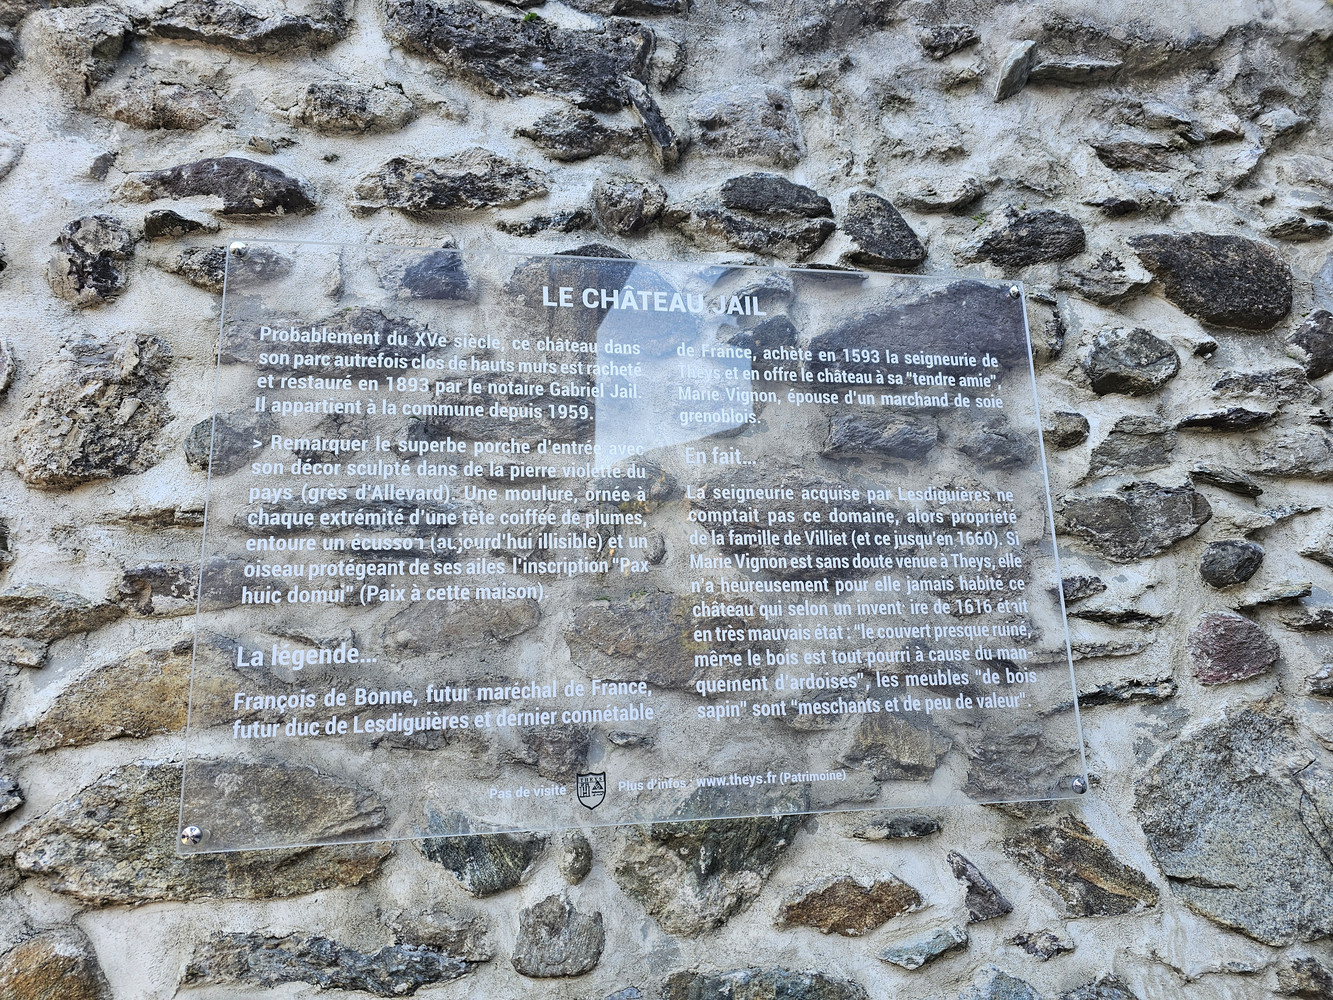 LE CHÂTEAU JAIL
Probablement du XVe siècle, ce château dans
son parc autrefois clos de hauts murs est racheté
et restauré en 1893 par le notaire Gabriel Jail.
Il appartient à la commune depuis 1959.
> Remarquer le superbe porche d'entrée avec
son décor sculpté dans de la pierre violette du
pays (grès d'Allevard). Une moulure, ornée à
chaque extrémité d'une tête coiffée de plumes,
entoure un écusson (aujourd'hui illisible) et un
oiseau protégeant de ses ailes l'inscription "Pax
huic domui" (Paix à cette maison).
La légende...
François de Bonne, futur maréchal de France,
futur duc de Lesdiguières et dernier connétable
de France, achète en 1593 la seigneurie de
Theys et en offre le château à sa "tendre amie",
Marie Vignon, épouse d'un marchand de soie
grenoblois.
En fait...
La seigneurie acquise par Lesdiguières ne
comptait pas ce domaine, alors propriété
de la famille de Villiet (et ce jusqu'en 1660). Si
Marie Vignon est sans doute venue à Theys, elle
n'a heureusement pour elle jamais habité ce
château qui selon un inventaire de 1616 était
en très mauvais état : "le couvert presque ruine,
même le bois est tout pourri à cause du man-
quement d'ardoises", les meubles "de bois
sapin" sont "meschants et de peu de valeur".
Pas de visite
THEYS
Plus d'infos : www.theys.fr (Patrimoine)